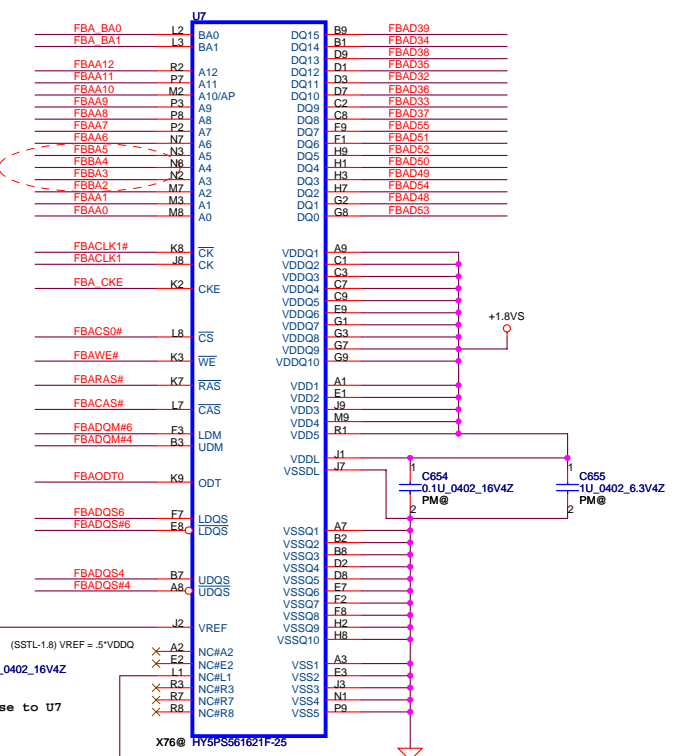 U7
FBA_BA0 L2 BA0 DQ15 B9 FBAD39
FBA_BA1 L3 BA1 DQ14 B1 FBAD34
DQ13 D9 FBAD38
FBAA12 R2 A12 DQ12 D1 FBAD35
FBAA11 P7 A11 DQ11 D3 FBAD32
FBAA10 M2 A10/AP DQ10 D7 FBAD36
FBAA9 P3 A9 DQ9 C2 FBAD33
FBAA8 P8 A8 DQ8 C8 FBAD37
FBAA7 P2 A7 DQ7 F9 FBAD55
FBAA6 N7 A6 DQ6 F1 FBAD51
FBBA5 N3 A5 DQ5 H9 FBAD52
FBBA4 N8 A4 DQ4 H1 FBAD50
FBBA3 N2 A3 DQ3 H3 FBAD49
FBBA2 M7 A2 DQ2 H7 FBAD54
FBAA1 M3 A1 DQ1 G2 FBAD48
FBAA0 M8 A0 DQ0 G8 FBAD53
FBACLK1# K8 CK VDDQ1 A9
FBACLK1 J8 CK VDDQ2 C1
VDDQ3 C3
FBA_CKE K2 CKE VDDQ4 C7
VDDQ5 C9
VDDQ6 E9
VDDQ7 G1
+1.8VS
FBACS0# L8 CS VDDQ8 G3
VDDQ9 G7
FBAWE# K3 WE VDDQ10 G9
FBARAS# K7 RAS VDD1 A1
VDD2 E1
FBACAS# L7 CAS VDD3 J9
VDD4 M9
FBADQM#6 F3 LDM VDD5 R1
FBADQM#4 B3 UDM
VDDL J1
VSSDL J7
1 C654 1 C655
FBAODT0 K9 ODT 0.1U_0402_16V4Z 1U_0402_6.3V4Z
PM@ PM@
2 2
FBADQS6 F7 LDQS
FBADQS#6 E8 LDQS VSSQ1 A7
VSSQ2 B2
VSSQ3 B8
VSSQ4 D2
FBADQS4 B7 UDQS VSSQ5 D8
FBADQS#4 A8 UDQS VSSQ6 E7
VSSQ7 F2
VSSQ8 F8
J2 VREF VSSQ9 H2
VSSQ10 H8
(SSTL-1.8) VREF = .5*VDDQ
A2 NC#A2 VSS1 A3
E2 NC#E2 VSS2 E3
_0402_16V4Z
L1 NC#L1 VSS3 J3
R3 NC#R3 VSS4 N1
R7 NC#R7 VSS5 P9
se to U7
R8 NC#R8
X76@ HY5PS561621F-25